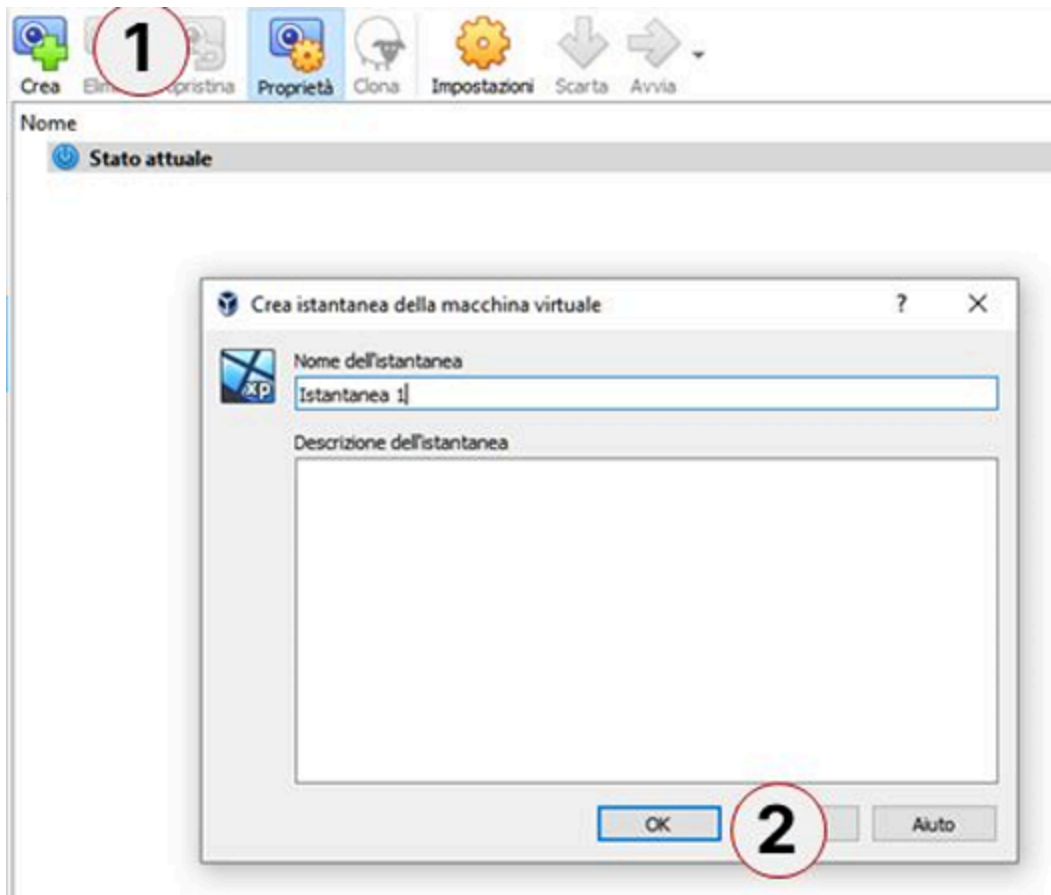 1
Crea Proprietà Clona Impostazioni Scarta Avvia
Nome
Stato attuale
Crea istantanea della macchina virtuale ? X
Nome dell'istantanea
xp
Istantanea 1
Descrizione dell'istantanea
OK 2 Aiuto